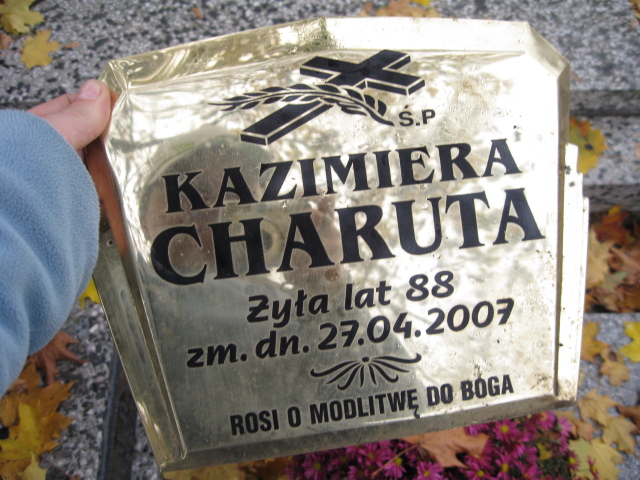 Ś.P
KAZIMIERA
CHARUTA
Żyła lat 88
zm. dn. 27.04.2007
ROSI O MODLITWĘ DO BOGA